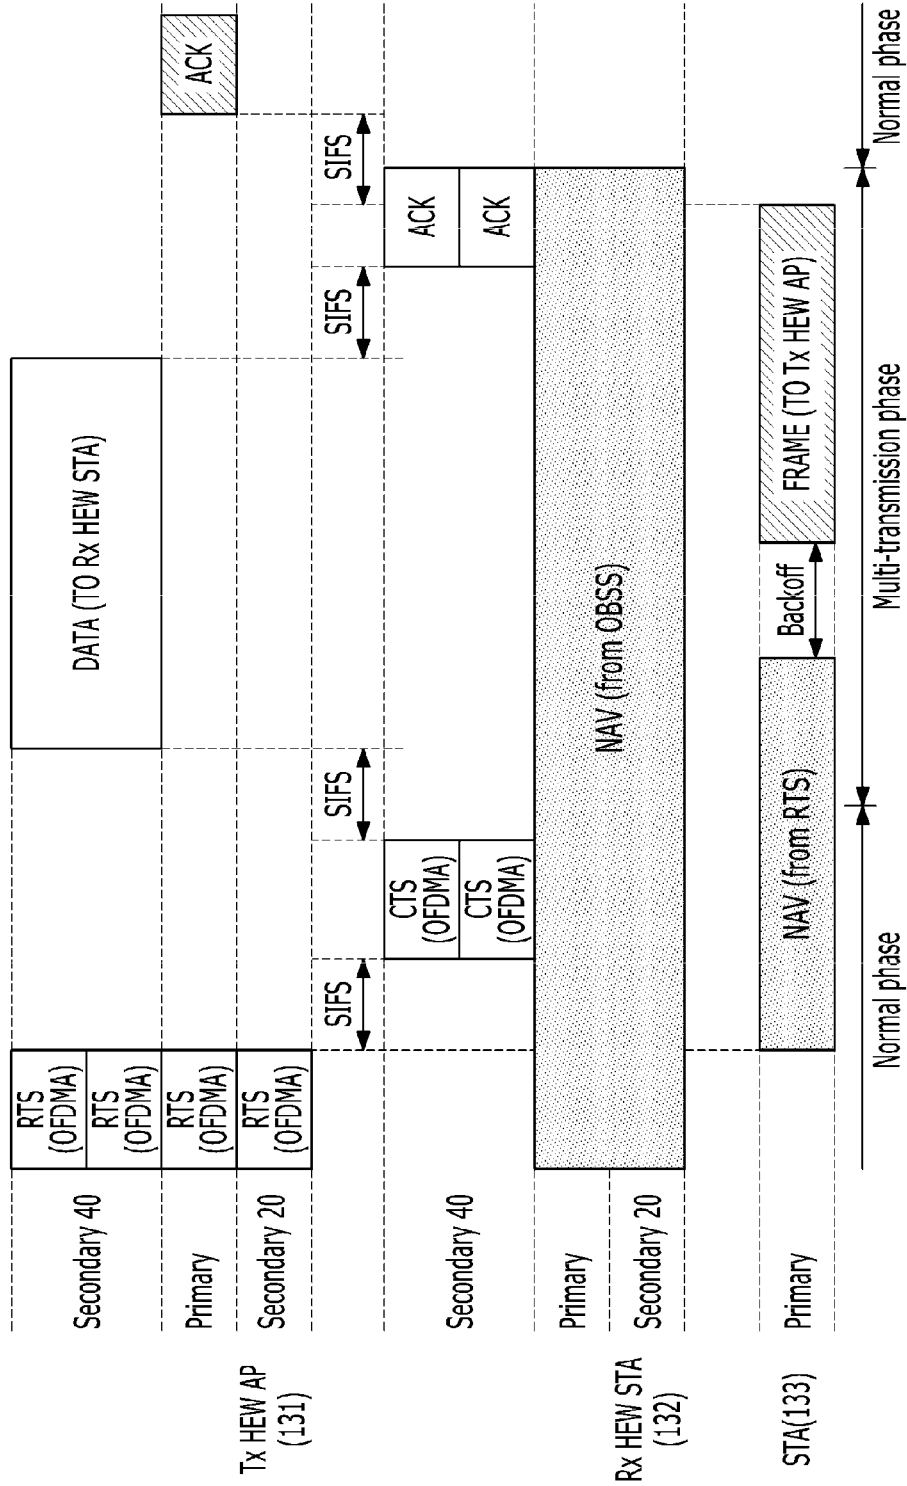 Tx HEW AP
(131)
Secondary 40
Primary
Secondary 20
RTS
(OFDMA)
RTS
(OFDMA)
RTS
(OFDMA)
RTS
(OFDMA)
DATA (TO Rx HEW STA)
ACK
SIFS
SIFS
SIFS
SIFS
Rx HEW STA
(132)
Secondary 40
Primary
Secondary 20
CTS
(OFDMA)
CTS
(OFDMA)
ACK
ACK
NAV (from OBSS)
STA(133)
Primary
NAV (from RTS)
Backoff
FRAME (TO Tx HEW AP)
Normal phase
Multi-transmission phase
Normal phase